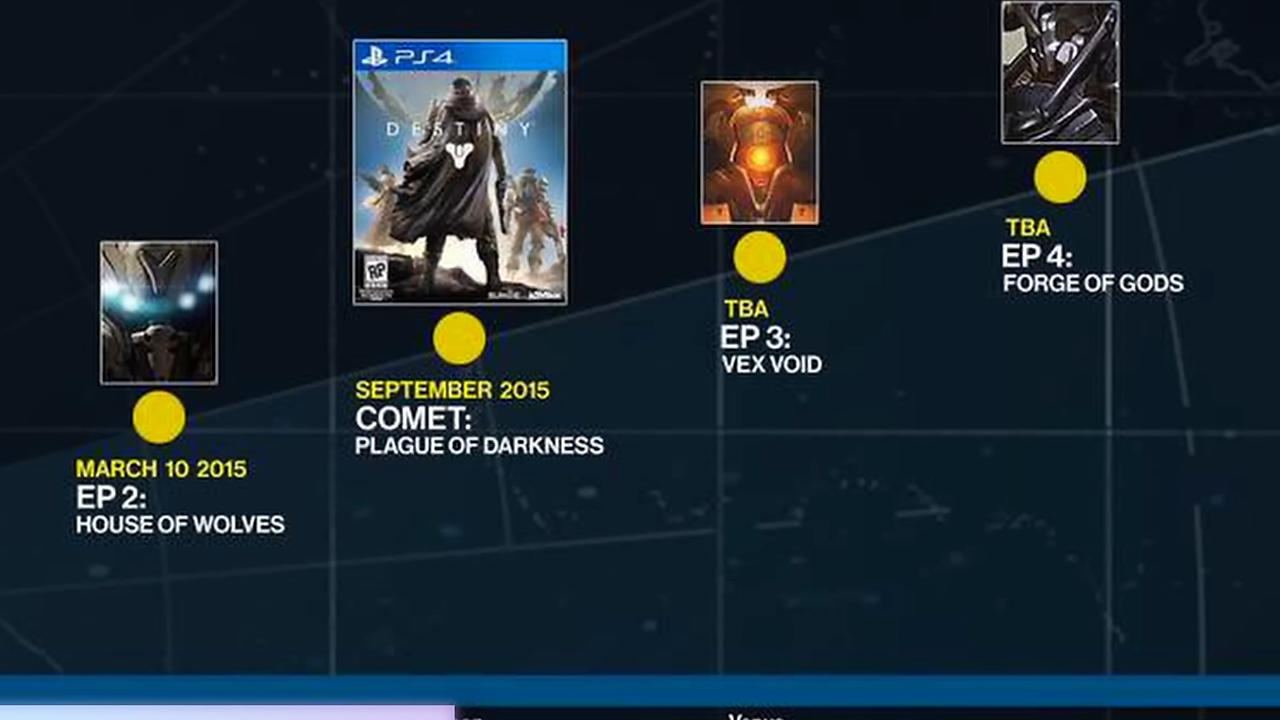 PS4
DESTINY
RP
MARCH 10 2015
EP 2:
HOUSE OF WOLVES
SEPTEMBER 2015
COMET:
PLAGUE OF DARKNESS
TBA
EP 3:
VEX VOID
TBA
EP 4:
FORGE OF GODS